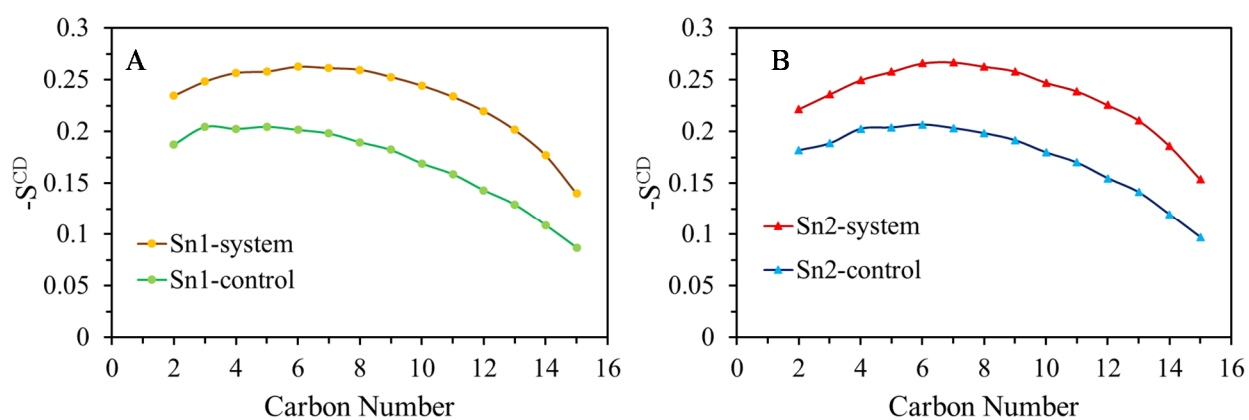 A
0.3
0.25
0.2
0.15
0.1
0.05
0
-S^CD
Sn1-system
Sn1-control
0 2 4 6 8 10 12 14 16
Carbon Number
B
0.3
0.25
0.2
0.15
0.1
0.05
0
-S^CD
Sn2-system
Sn2-control
0 2 4 6 8 10 12 14 16
Carbon Number